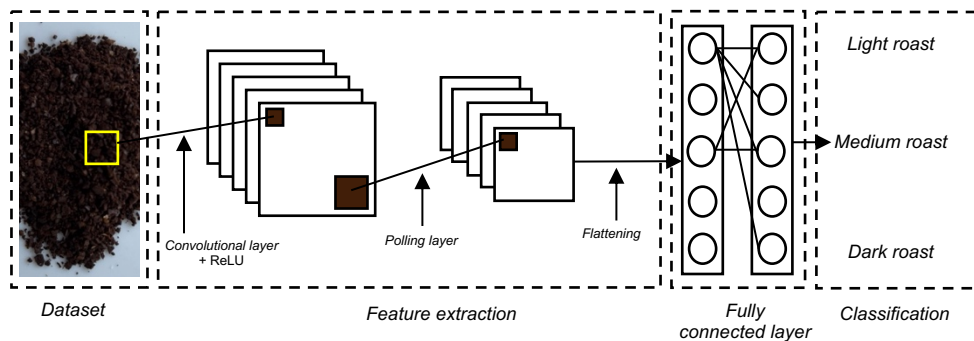 Light roast
Medium roast
Dark roast
Convolutional layer
+ ReLU
Polling layer
Flattening
Dataset
Feature extraction
Fully
connected layer
Classification